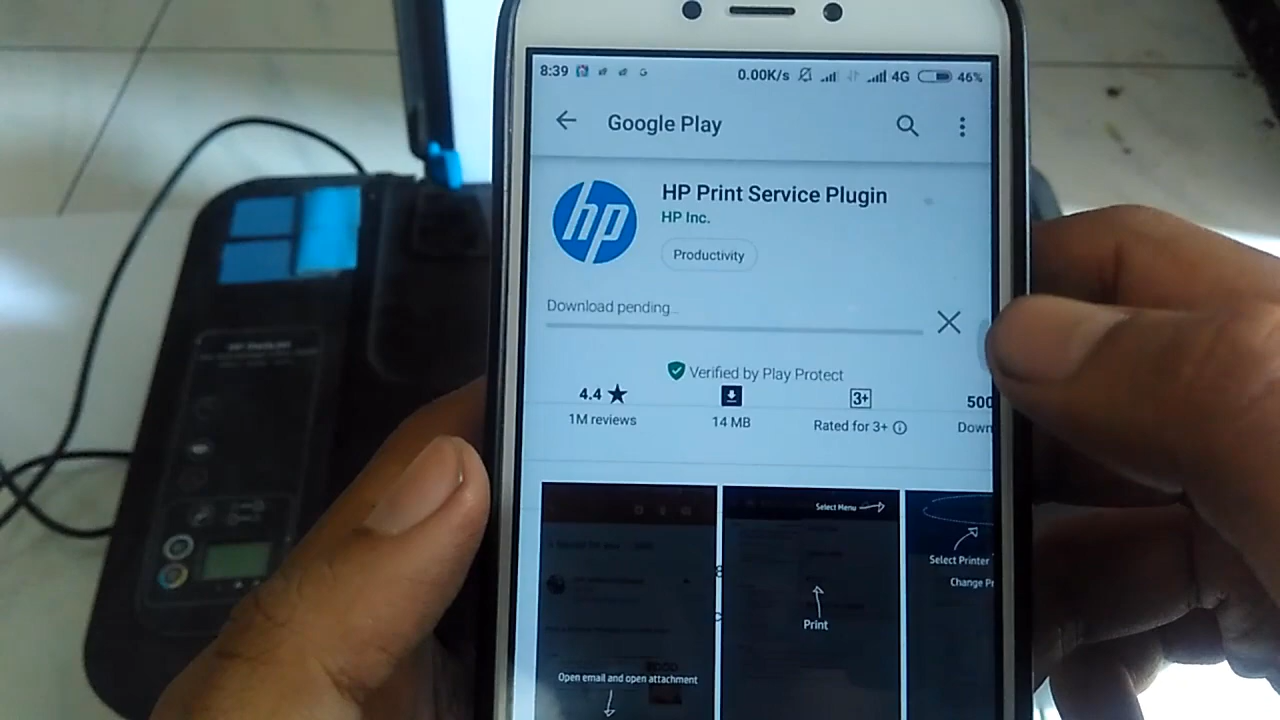 8:39 0.00K/s 4G 46%
Google Play
hp
HP Print Service Plugin
HP Inc.
Productivity
Download pending...
Verified by Play Protect
4.4 ★ 3+ 500
1M reviews 14 MB Rated for 3+ Down
Select Menu
Select Printer
Print
Open email and open attachment